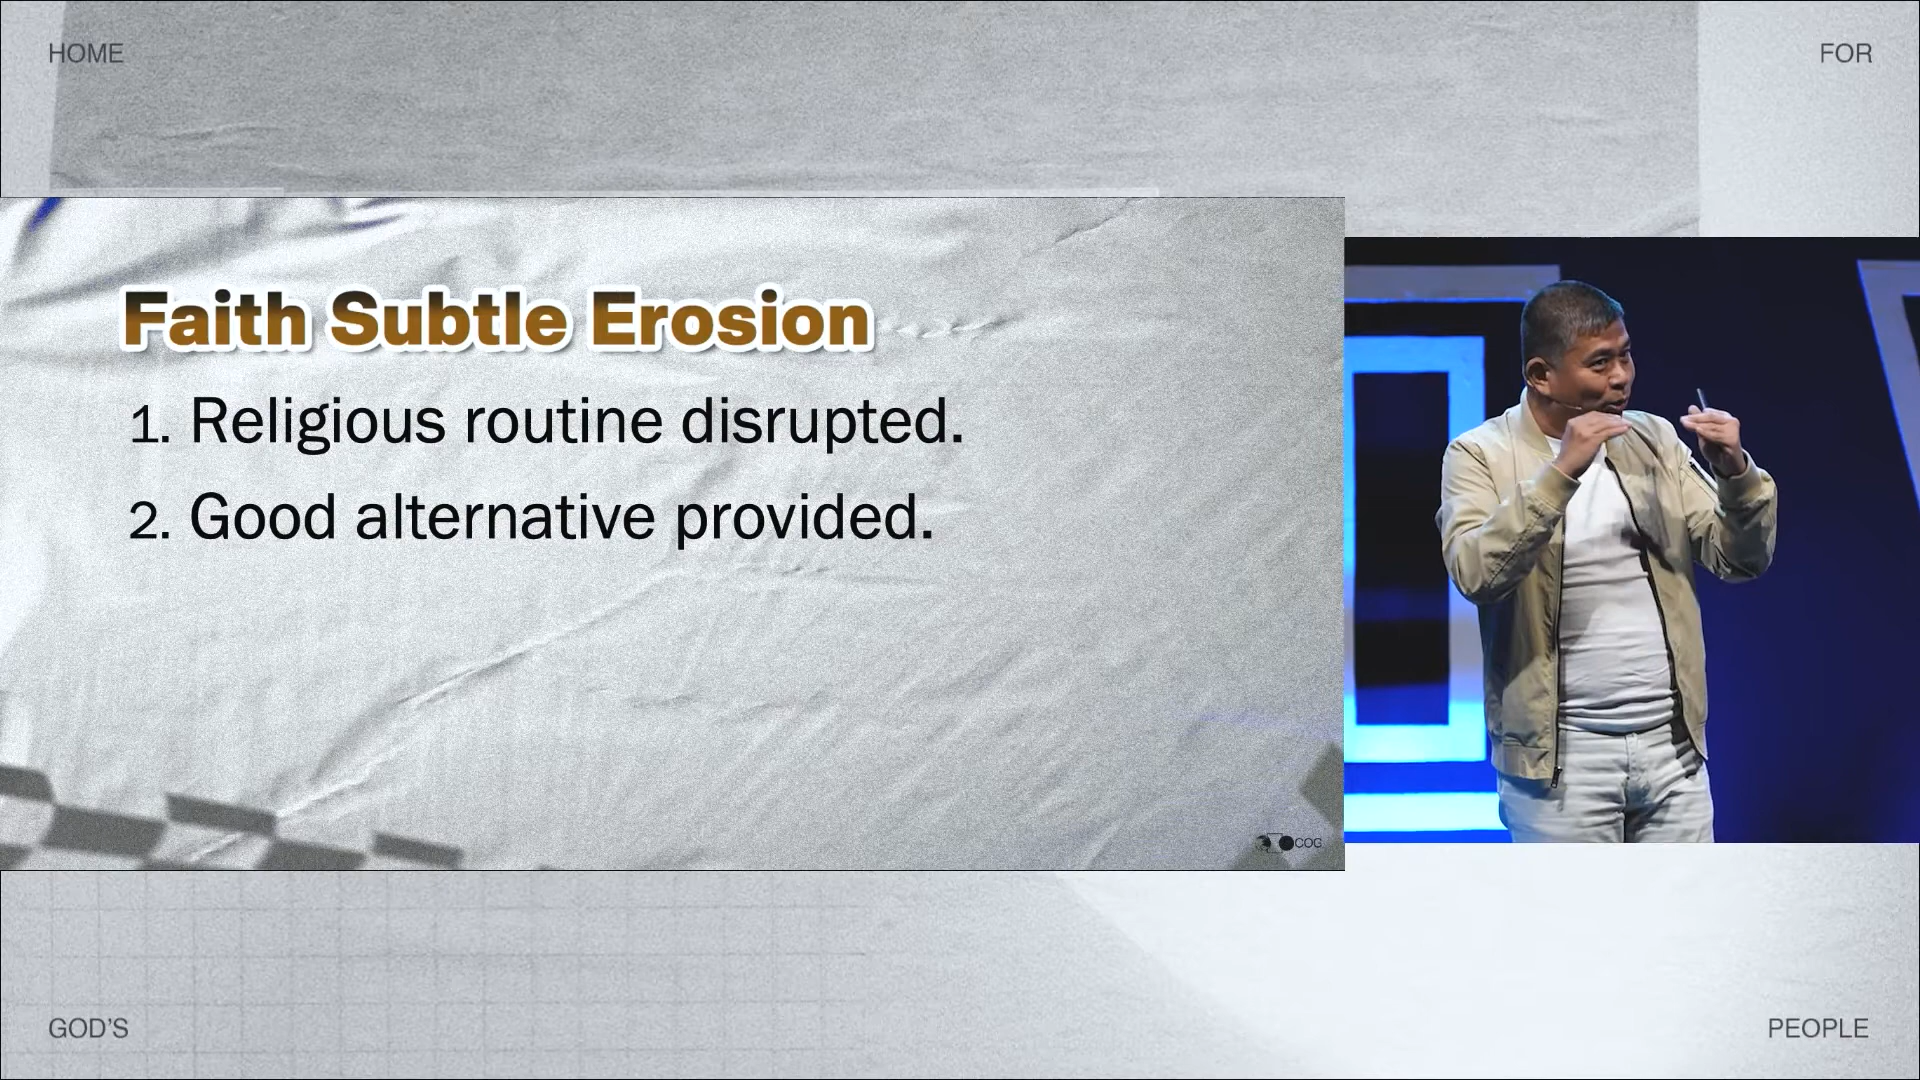 HOME
FOR
Faith Subtle Erosion
1. Religious routine disrupted.
2. Good alternative provided.
GOD'S
PEOPLE